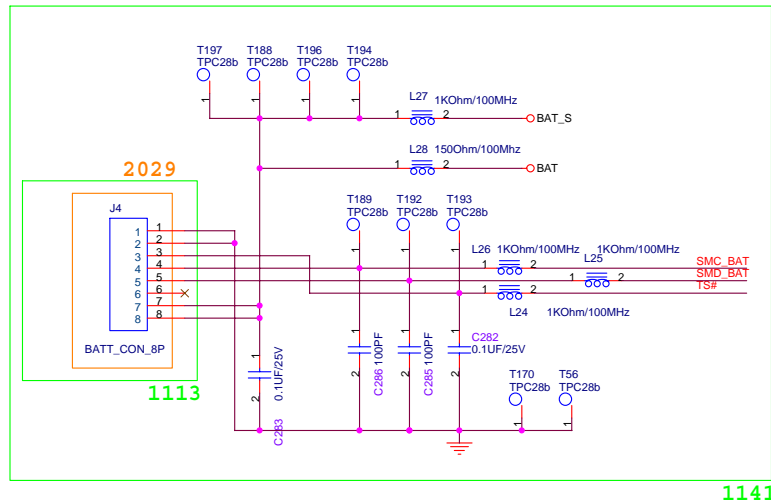 T197 T188 T196 T194
TPC28b TPC28b TPC28b TPC28b
1 1 1 1
L27 1KOhm/100MHz
1 2 BAT_S
L28 150Ohm/100Mhz
1 2 BAT
2029
T189 T192 T193
TPC28b TPC28b TPC28b
1 1 1
J4
1 1
2 2
3 3
4 4
5 5
6 6
7 7
8 8
BATT_CON_8P
1113
L26 1KOhm/100MHz 1KOhm/100MHz
L25
1 2 SMC_BAT
1 2 SMD_BAT
1 2 TS#
L24 1KOhm/100MHz
1 2 0.1UF/25V C283
1 2 C286 100PF
1 2 C285 100PF
1 2 C282
0.1UF/25V
T170 T56
TPC28b TPC28b
1 1
1141